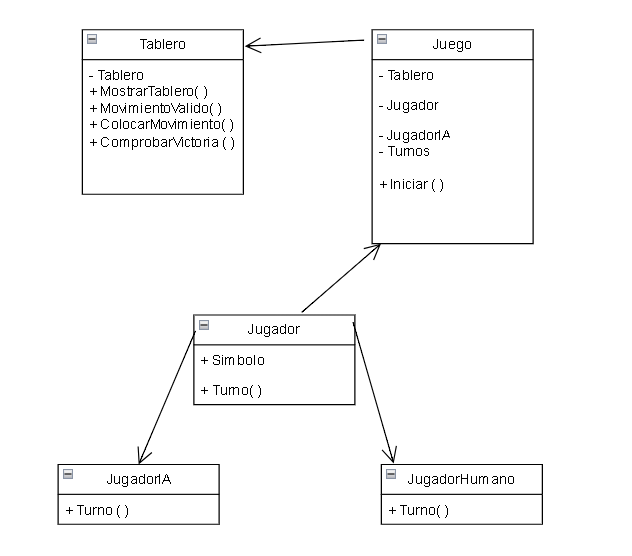 Tablero
- Tablero
+ MostrarTablero( )
+ MovimientoValido( )
+ ColocarMovimiento( )
+ ComprobarVictoria ( )
Juego
- Tablero
- Jugador
- JugadorIA
- Turnos
+ Iniciar ( )
Jugador
+ Simbolo
+ Turno( )
JugadorIA
+ Turno ( )
JugadorHumano
+ Turno( )